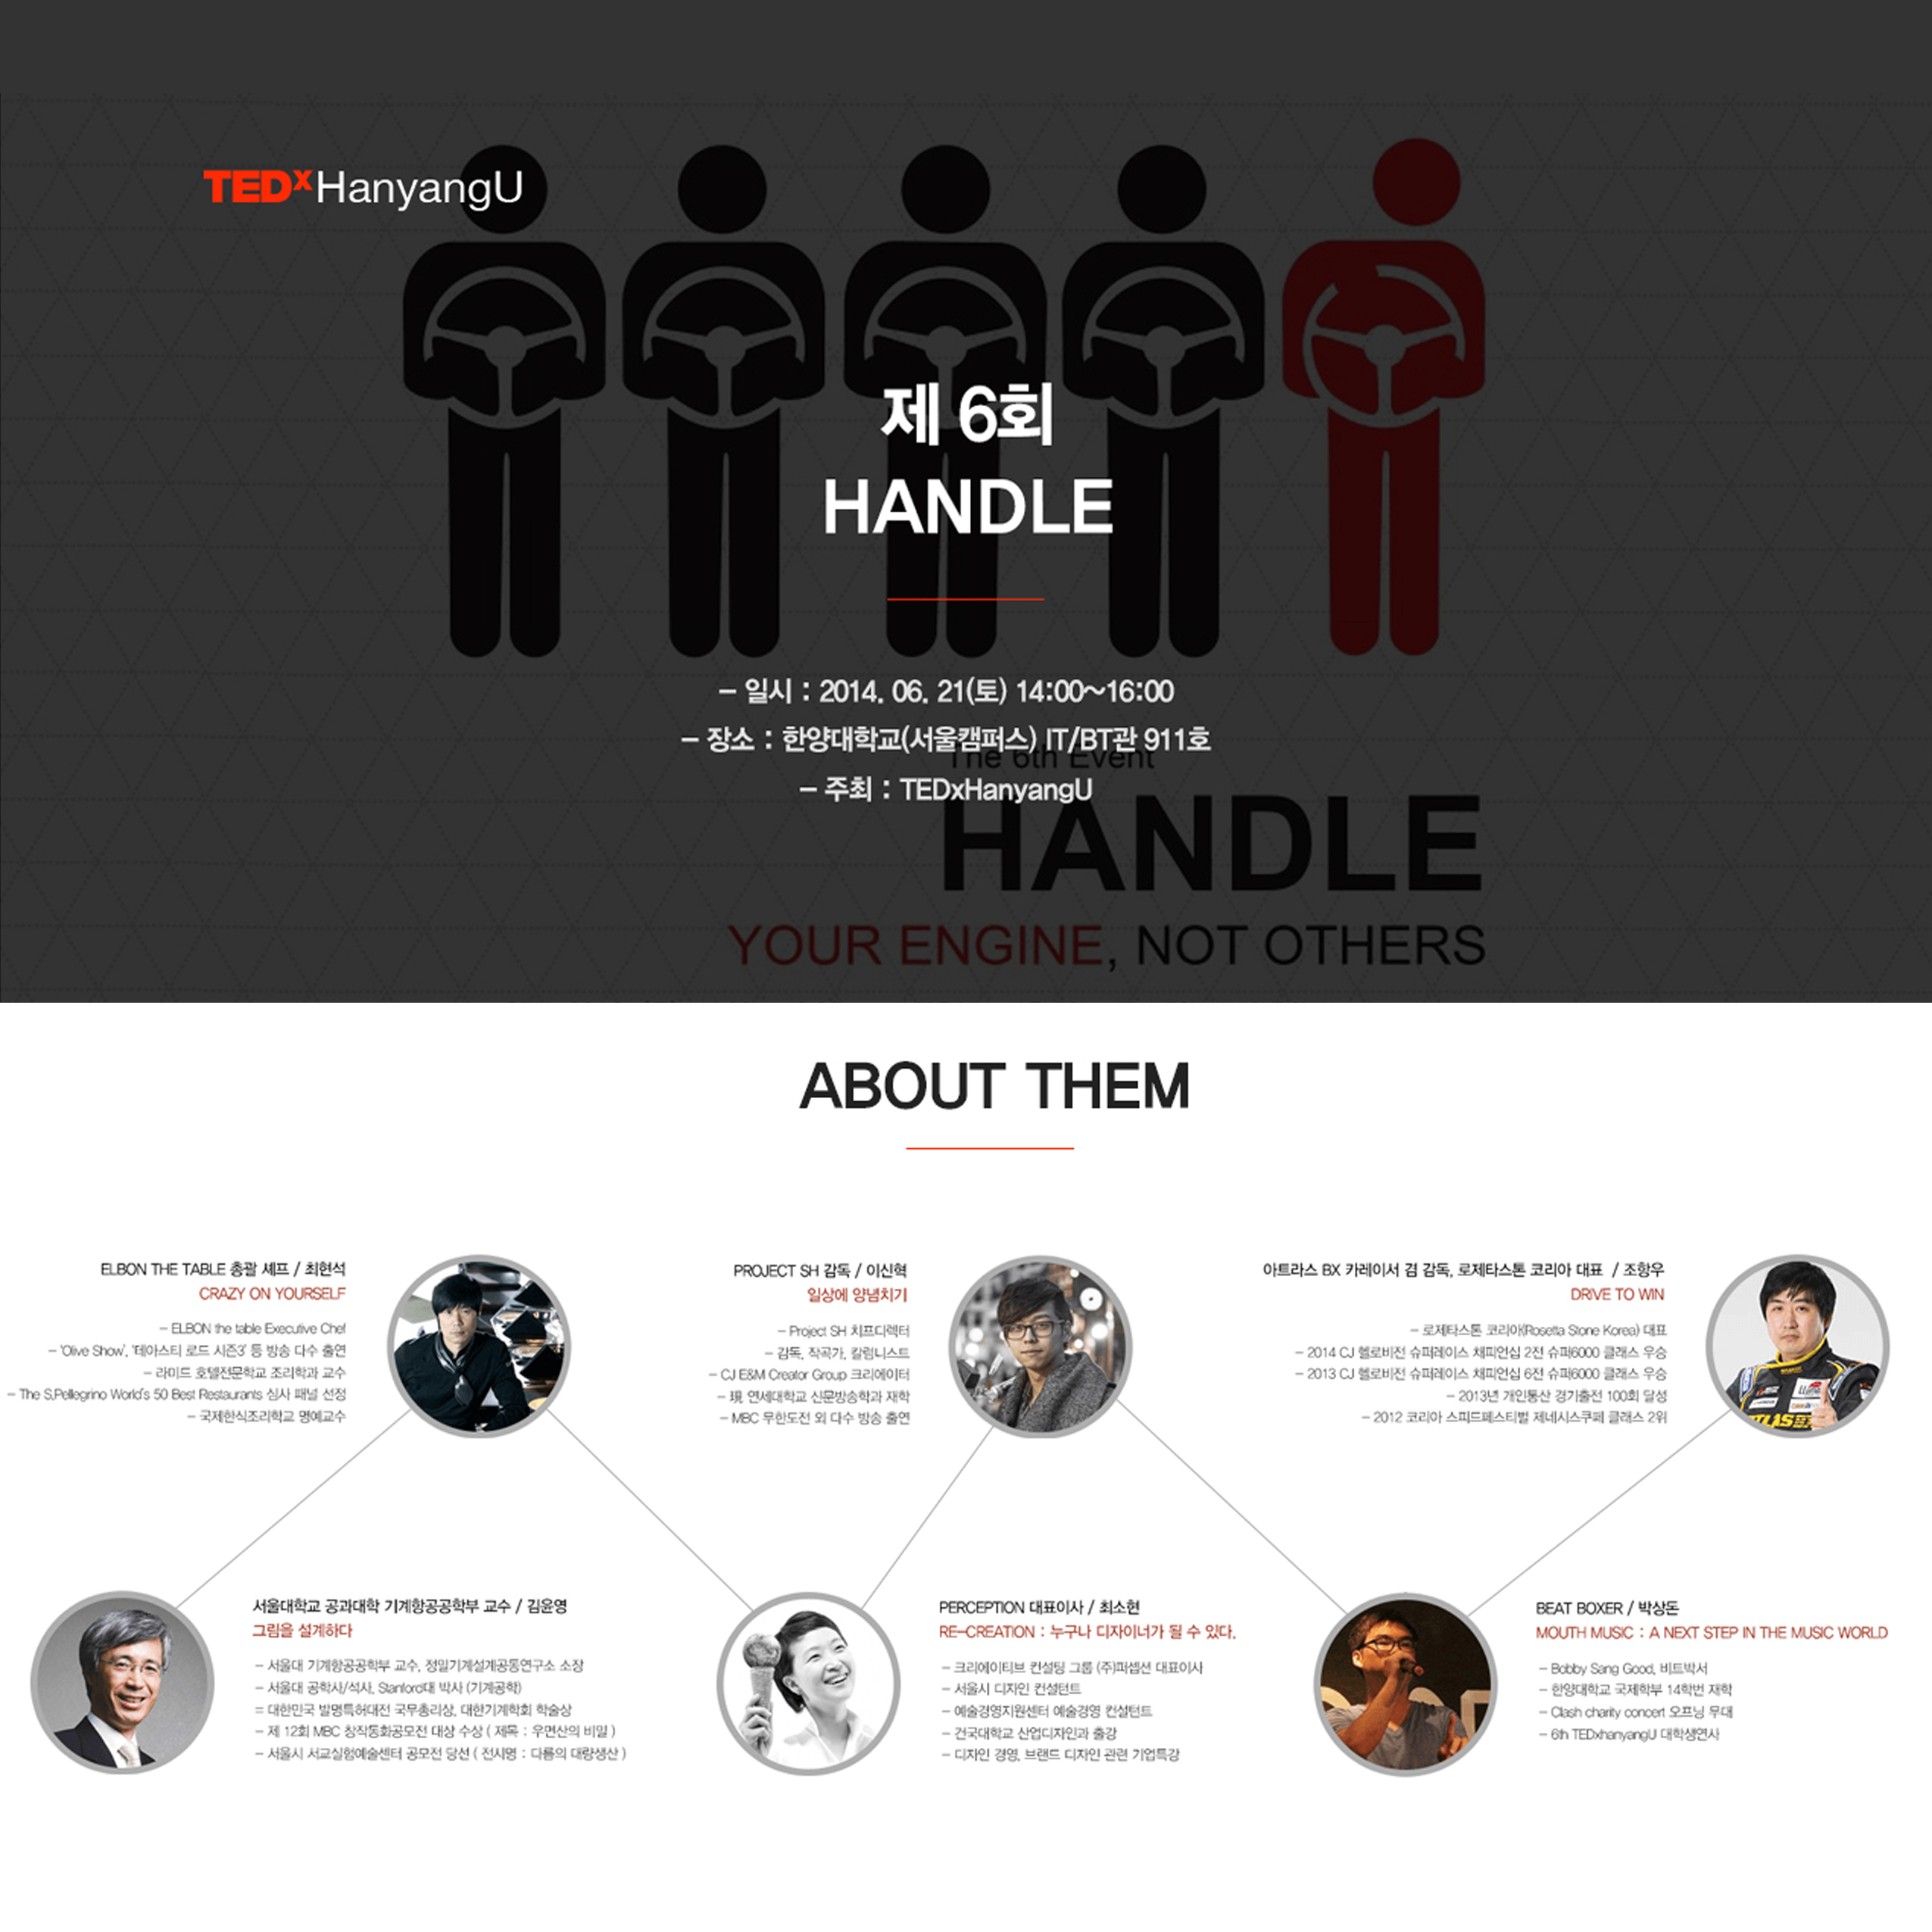 TEDxHanyangU
제 6회
HANDLE
– 일시 : 2014. 06. 21(토) 14:00~16:00
– 장소 : 한양대학교(서울캠퍼스) IT/BT관 911호
– 주최 : TEDxHanyangU
The 6th Event
HANDLE
YOUR ENGINE, NOT OTHERS
ABOUT THEM
ELBON THE TABLE 총괄 셰프 / 최현석
CRAZY ON YOURSELF
– ELBON the table Executive Chef
– 'Olive Show', '테이스티 로드 시즌3' 등 방송 다수 출연
– 라미드 호텔전문학교 조리학과 교수
– The S.Pellegrino World's 50 Best Restaurants 심사 패널 선정
– 국제한식조리학교 명예교수
PROJECT SH 감독 / 이신혁
일상에 양념치기
– Project SH 치프디렉터
– 감독, 작곡가, 칼럼니스트
– CJ E&M Creator Group 크리에이터
– 現 연세대학교 신문방송학과 재학
– MBC 무한도전 외 다수 방송 출연
아트라스 BX 카레이서 겸 감독, 로제타스톤 코리아 대표 / 조항우
DRIVE TO WIN
– 로제타스톤 코리아(Rosetta Stone Korea) 대표
– 2014 CJ 헬로비전 슈퍼레이스 채피언십 2전 슈퍼6000 클래스 우승
– 2013 CJ 헬로비전 슈퍼레이스 채피언십 6전 슈퍼6000 클래스 우승
– 2013년 개인통산 경기출전 100회 달성
– 2012 코리아 스피드페스티벌 제네시스쿠페 클래스 2위
서울대학교 공과대학 기계항공공학부 교수 / 김윤영
그림을 설계하다
– 서울대 기계항공공학부 교수, 정밀기계설계공동연구소 소장
– 서울대 공학사/석사, Stanford대 박사 (기계공학)
= 대한민국 발명특허대전 국무총리상, 대한기계학회 학술상
– 제 12회 MBC 창작동화공모전 대상 수상 ( 제목 : 우면산의 비밀 )
– 서울시 서교실험예술센터 공모전 당선 ( 전시명 : 다름의 대량생산 )
PERCEPTION 대표이사 / 최소현
RE-CREATION : 누구나 디자이너가 될 수 있다.
– 크리에이티브 컨설팅 그룹 (주)퍼셉션 대표이사
– 서울시 디자인 컨설턴트
– 예술경영지원센터 예술경영 컨설턴트
– 건국대학교 산업디자인과 출강
– 디자인 경영, 브랜드 디자인 관련 기업특강
BEAT BOXER / 박상돈
MOUTH MUSIC : A NEXT STEP IN THE MUSIC WORLD
– Bobby Sang Good, 비트박서
– 한양대학교 국제학부 14학번 재학
– Clash charity concert 오프닝 무대
– 6th TEDxhanyangU 대학생연사